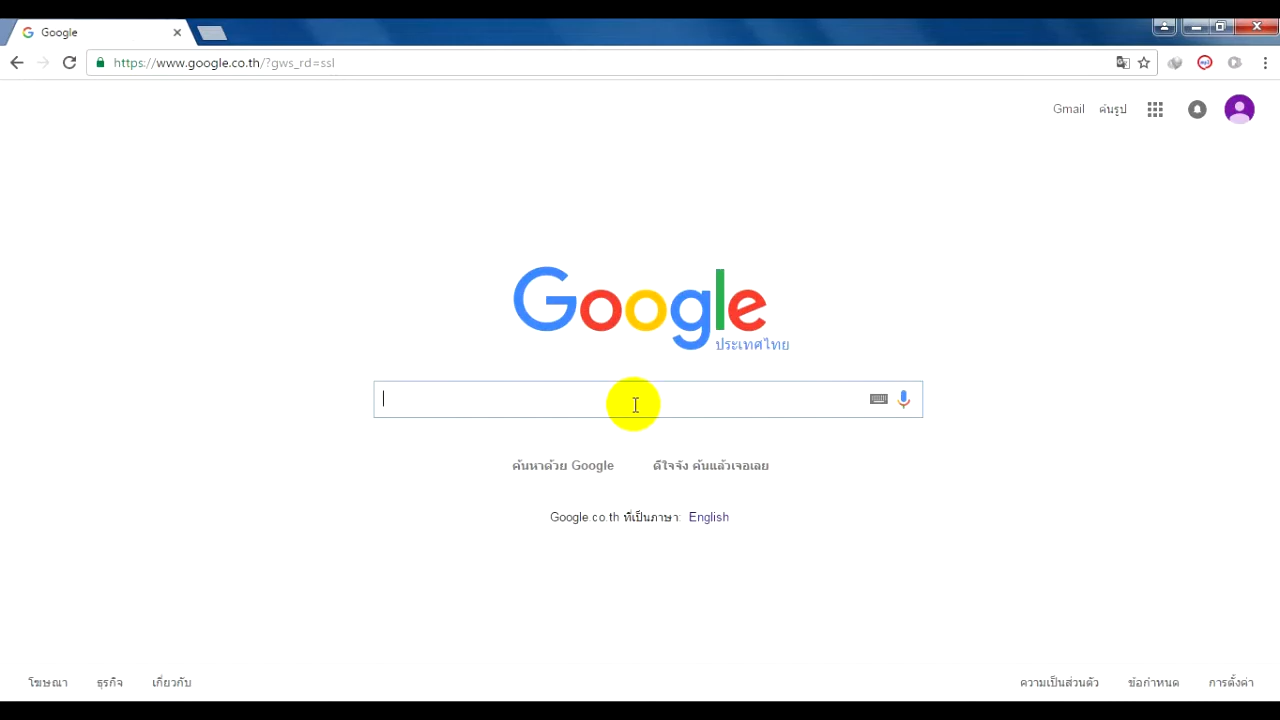 Google
https://www.google.co.th/?gws_rd=ssl
Gmail ค้นรูป
Google
ประเทศไทย
ค้นหาด้วย Google ดีใจจัง ค้นแล้วเจอเลย
Google.co.th ที่เป็นภาษา: English
โฆษณา ธุรกิจ เกี่ยวกับ ความเป็นส่วนตัว ข้อกำหนด การตั้งค่า